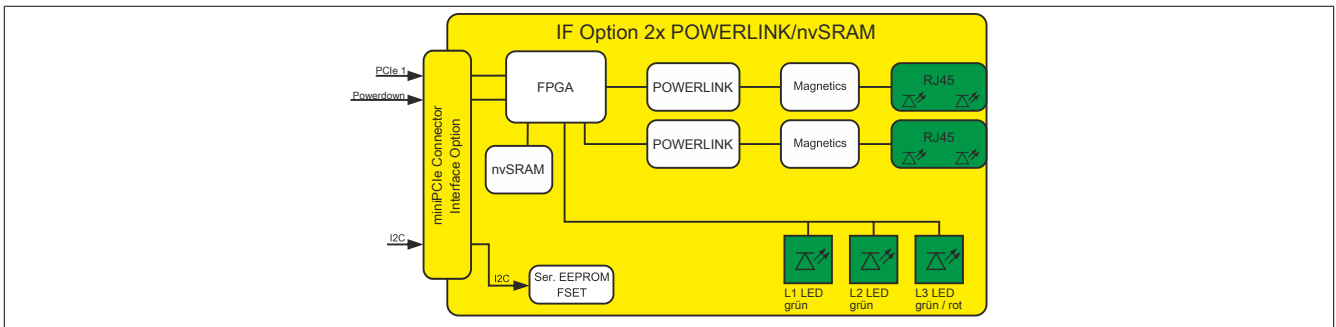 IF Option 2x POWERLINK/nvSRAM
PCIe 1
Powerdown
I2C
miniPCIe Connector
Interface Option
FPGA
POWERLINK
Magnetics
RJ45
POWERLINK
Magnetics
RJ45
nvSRAM
I2C
Ser. EEPROM
FSET
L1 LED
grün
L2 LED
grün
L3 LED
grün / rot